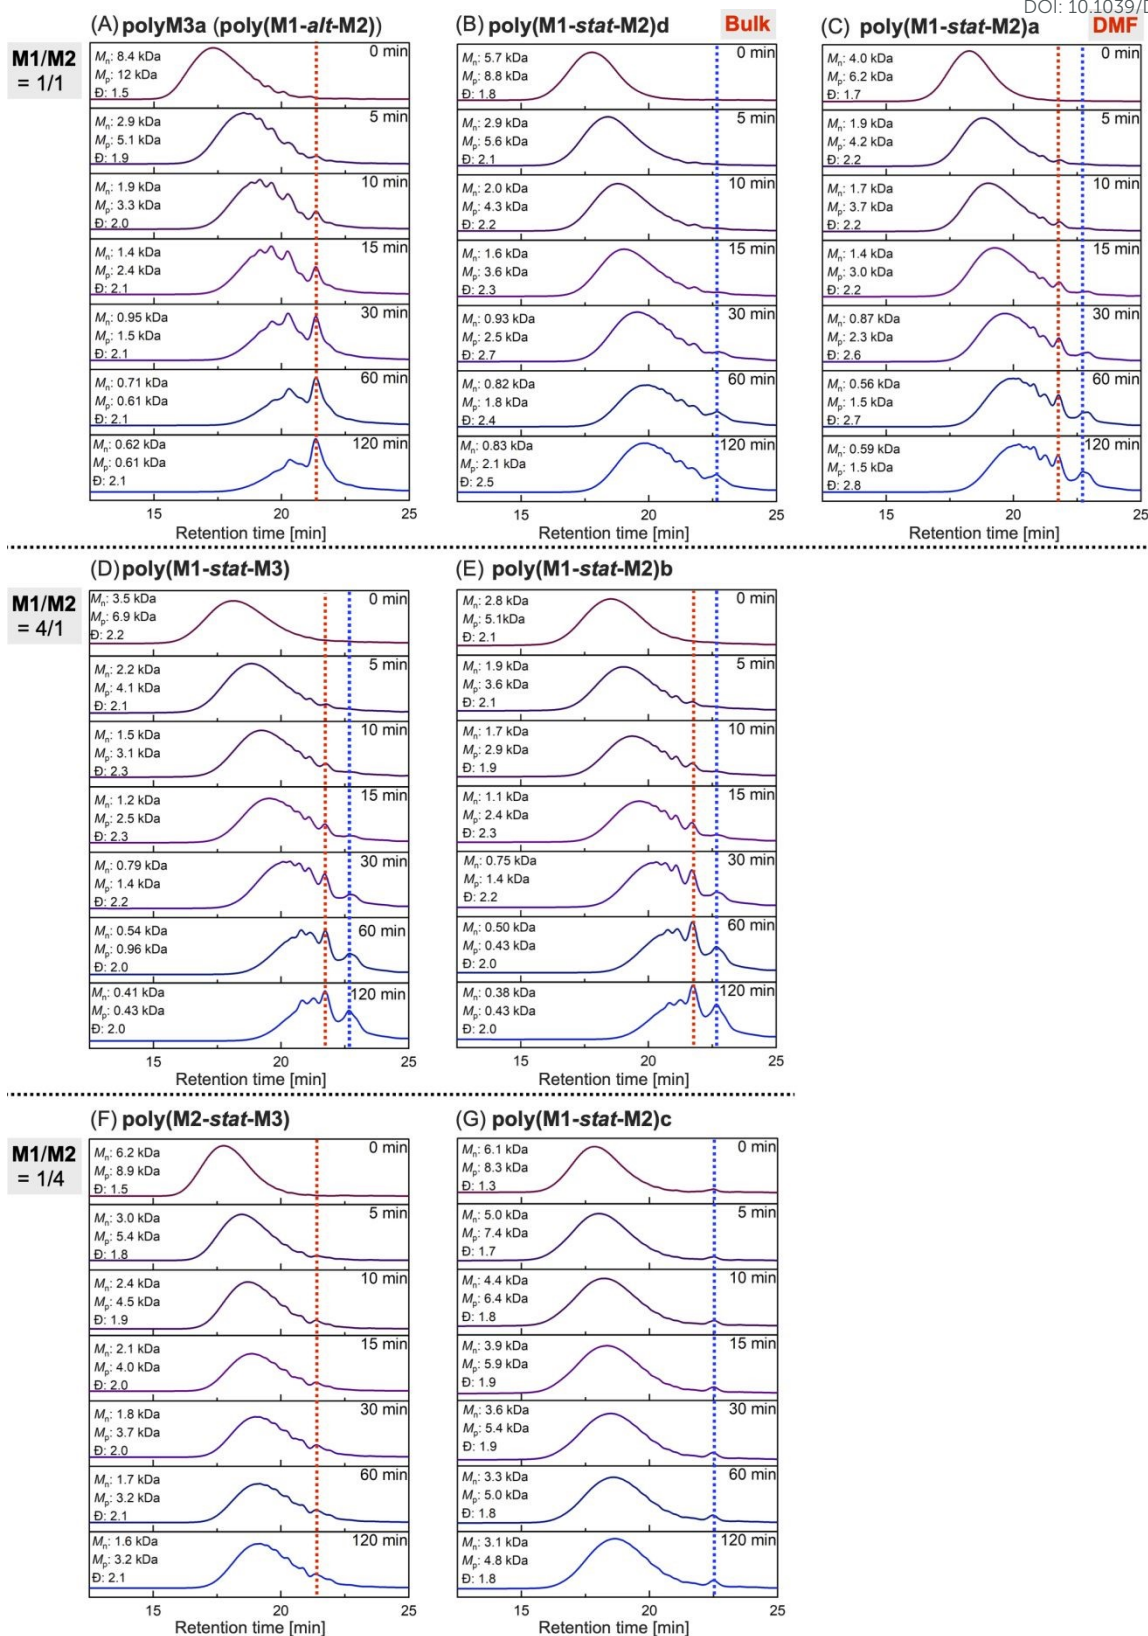 DOI: 10.1039/D
M1/M2
= 1/1
(A) polyM3a (poly(M1-alt-M2))
Mn: 8.4 kDa
Mp: 12 kDa
Đ: 1.5
0 min
Mn: 2.9 kDa
Mp: 5.1 kDa
Đ: 1.9
5 min
Mn: 1.9 kDa
Mp: 3.3 kDa
Đ: 2.0
10 min
Mn: 1.4 kDa
Mp: 2.4 kDa
Đ: 2.1
15 min
Mn: 0.95 kDa
Mp: 1.5 kDa
Đ: 2.1
30 min
Mn: 0.71 kDa
Mp: 0.61 kDa
Đ: 2.1
60 min
Mn: 0.62 kDa
Mp: 0.61 kDa
Đ: 2.1
120 min
15 20 25
Retention time [min]
(B) poly(M1-stat-M2)d
Bulk
Mn: 5.7 kDa
Mp: 8.8 kDa
Đ: 1.8
0 min
Mn: 2.9 kDa
Mp: 5.6 kDa
Đ: 2.1
5 min
Mn: 2.0 kDa
Mp: 4.3 kDa
Đ: 2.2
10 min
Mn: 1.6 kDa
Mp: 3.6 kDa
Đ: 2.3
15 min
Mn: 0.93 kDa
Mp: 2.5 kDa
Đ: 2.7
30 min
Mn: 0.82 kDa
Mp: 1.8 kDa
Đ: 2.4
60 min
Mn: 0.83 kDa
Mp: 2.1 kDa
Đ: 2.5
120 min
15 20 25
Retention time [min]
(C) poly(M1-stat-M2)a
DMF
Mn: 4.0 kDa
Mp: 6.2 kDa
Đ: 1.7
0 min
Mn: 1.9 kDa
Mp: 4.2 kDa
Đ: 2.2
5 min
Mn: 1.7 kDa
Mp: 3.7 kDa
Đ: 2.2
10 min
Mn: 1.4 kDa
Mp: 3.0 kDa
Đ: 2.2
15 min
Mn: 0.87 kDa
Mp: 2.3 kDa
Đ: 2.6
30 min
Mn: 0.56 kDa
Mp: 1.5 kDa
Đ: 2.7
60 min
Mn: 0.59 kDa
Mp: 1.5 kDa
Đ: 2.8
120 min
15 20 25
Retention time [min]
M1/M2
= 4/1
(D) poly(M1-stat-M3)
Mn: 3.5 kDa
Mp: 6.9 kDa
Đ: 2.2
0 min
Mn: 2.2 kDa
Mp: 4.1 kDa
Đ: 2.1
5 min
Mn: 1.5 kDa
Mp: 3.1 kDa
Đ: 2.3
10 min
Mn: 1.2 kDa
Mp: 2.5 kDa
Đ: 2.3
15 min
Mn: 0.79 kDa
Mp: 1.4 kDa
Đ: 2.2
30 min
Mn: 0.54 kDa
Mp: 0.96 kDa
Đ: 2.0
60 min
Mn: 0.41 kDa
Mp: 0.43 kDa
Đ: 2.0
120 min
15 20 25
Retention time [min]
(E) poly(M1-stat-M2)b
Mn: 2.8 kDa
Mp: 5.1kDa
Đ: 2.1
0 min
Mn: 1.9 kDa
Mp: 3.6 kDa
Đ: 2.1
5 min
Mn: 1.7 kDa
Mp: 2.9 kDa
Đ: 1.9
10 min
Mn: 1.1 kDa
Mp: 2.4 kDa
Đ: 2.3
15 min
Mn: 0.75 kDa
Mp: 1.4 kDa
Đ: 2.2
30 min
Mn: 0.50 kDa
Mp: 0.43 kDa
Đ: 2.0
60 min
Mn: 0.38 kDa
Mp: 0.43 kDa
Đ: 2.0
120 min
15 20 25
Retention time [min]
M1/M2
= 1/4
(F) poly(M2-stat-M3)
Mn: 6.2 kDa
Mp: 8.9 kDa
Đ: 1.5
0 min
Mn: 3.0 kDa
Mp: 5.4 kDa
Đ: 1.8
5 min
Mn: 2.4 kDa
Mp: 4.5 kDa
Đ: 1.9
10 min
Mn: 2.1 kDa
Mp: 4.0 kDa
Đ: 2.0
15 min
Mn: 1.8 kDa
Mp: 3.7 kDa
Đ: 2.0
30 min
Mn: 1.7 kDa
Mp: 3.2 kDa
Đ: 2.1
60 min
Mn: 1.6 kDa
Mp: 3.2 kDa
Đ: 2.1
120 min
15 20 25
Retention time [min]
(G) poly(M1-stat-M2)c
Mn: 6.1 kDa
Mp: 8.3 kDa
Đ: 1.3
0 min
Mn: 5.0 kDa
Mp: 7.4 kDa
Đ: 1.7
5 min
Mn: 4.4 kDa
Mp: 6.4 kDa
Đ: 1.8
10 min
Mn: 3.9 kDa
Mp: 5.9 kDa
Đ: 1.9
15 min
Mn: 3.6 kDa
Mp: 5.4 kDa
Đ: 1.9
30 min
Mn: 3.3 kDa
Mp: 5.0 kDa
Đ: 1.8
60 min
Mn: 3.1 kDa
Mp: 4.8 kDa
Đ: 1.8
120 min
15 20 25
Retention time [min]